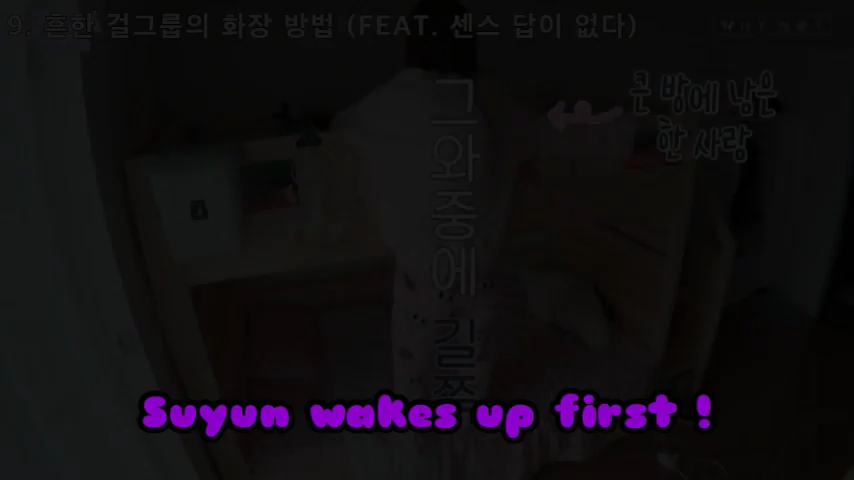 9. 흔한 걸그룹의 화장 방법 (FEAT. 센스 답이 없다)
큰 방에 남은
한 사람
그와중에 길쭉
Suyun wakes up first !